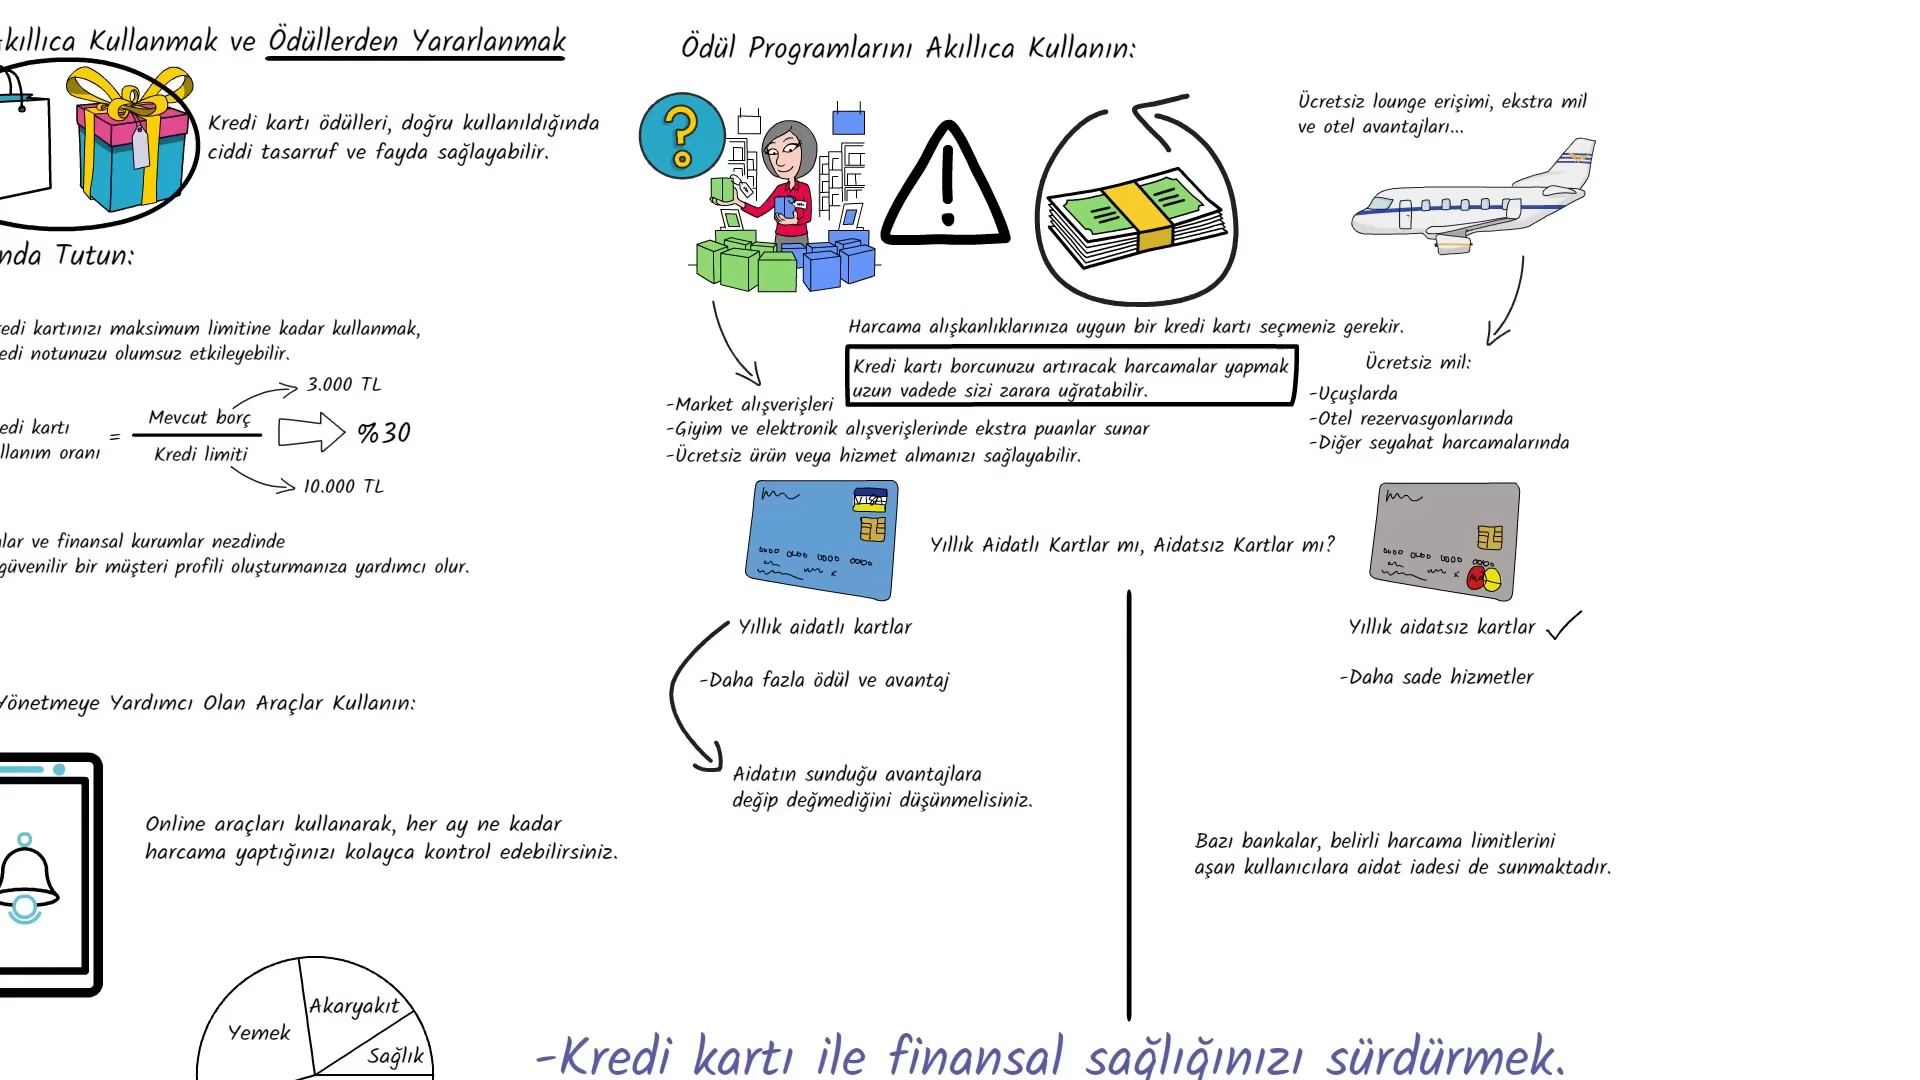 kıllıca Kullanmak ve Ödüllerden Yararlanmak
Kredi kartı ödülleri, doğru kullanıldığında
ciddi tasarruf ve fayda sağlayabilir.
nda Tutun:
edi kartınızı maksimum limitine kadar kullanmak,
edi notunuzu olumsuz etkileyebilir.
3.000 TL
edi kartı
llanım oranı
=
Mevcut borç
Kredi limiti
%30
10.000 TL
lar ve finansal kurumlar nezdinde
güvenilir bir müşteri profili oluşturmanıza yardımcı olur.
Yönetmeye Yardımcı Olan Araçlar Kullanın:
Online araçları kullanarak, her ay ne kadar
harcama yaptığınızı kolayca kontrol edebilirsiniz.
Yemek
Akaryakıt
Sağlık
Ödül Programlarını Akıllıca Kullanın:
?
!
Ücretsiz lounge erişimi, ekstra mil
ve otel avantajları...
Harcama alışkanlıklarınıza uygun bir kredi kartı seçmeniz gerekir.
Kredi kartı borcunuzu artıracak harcamalar yapmak
uzun vadede sizi zarara uğratabilir.
-Market alışverişleri
-Giyim ve elektronik alışverişlerinde ekstra puanlar sunar
-Ücretsiz ürün veya hizmet almanızı sağlayabilir.
Ücretsiz mil:
-Uçuşlarda
-Otel rezervasyonlarında
-Diğer seyahat harcamalarında
VISA
Yıllık Aidatlı Kartlar mı, Aidatsız Kartlar mı?
Yıllık aidatlı kartlar
-Daha fazla ödül ve avantaj
Aidatın sunduğu avantajlara
değip değmediğini düşünmelisiniz.
Yıllık aidatsız kartlar
-Daha sade hizmetler
Bazı bankalar, belirli harcama limitlerini
aşan kullanıcılara aidat iadesi de sunmaktadır.
-Kredi kartı ile finansal sağlığınızı sürdürmek.